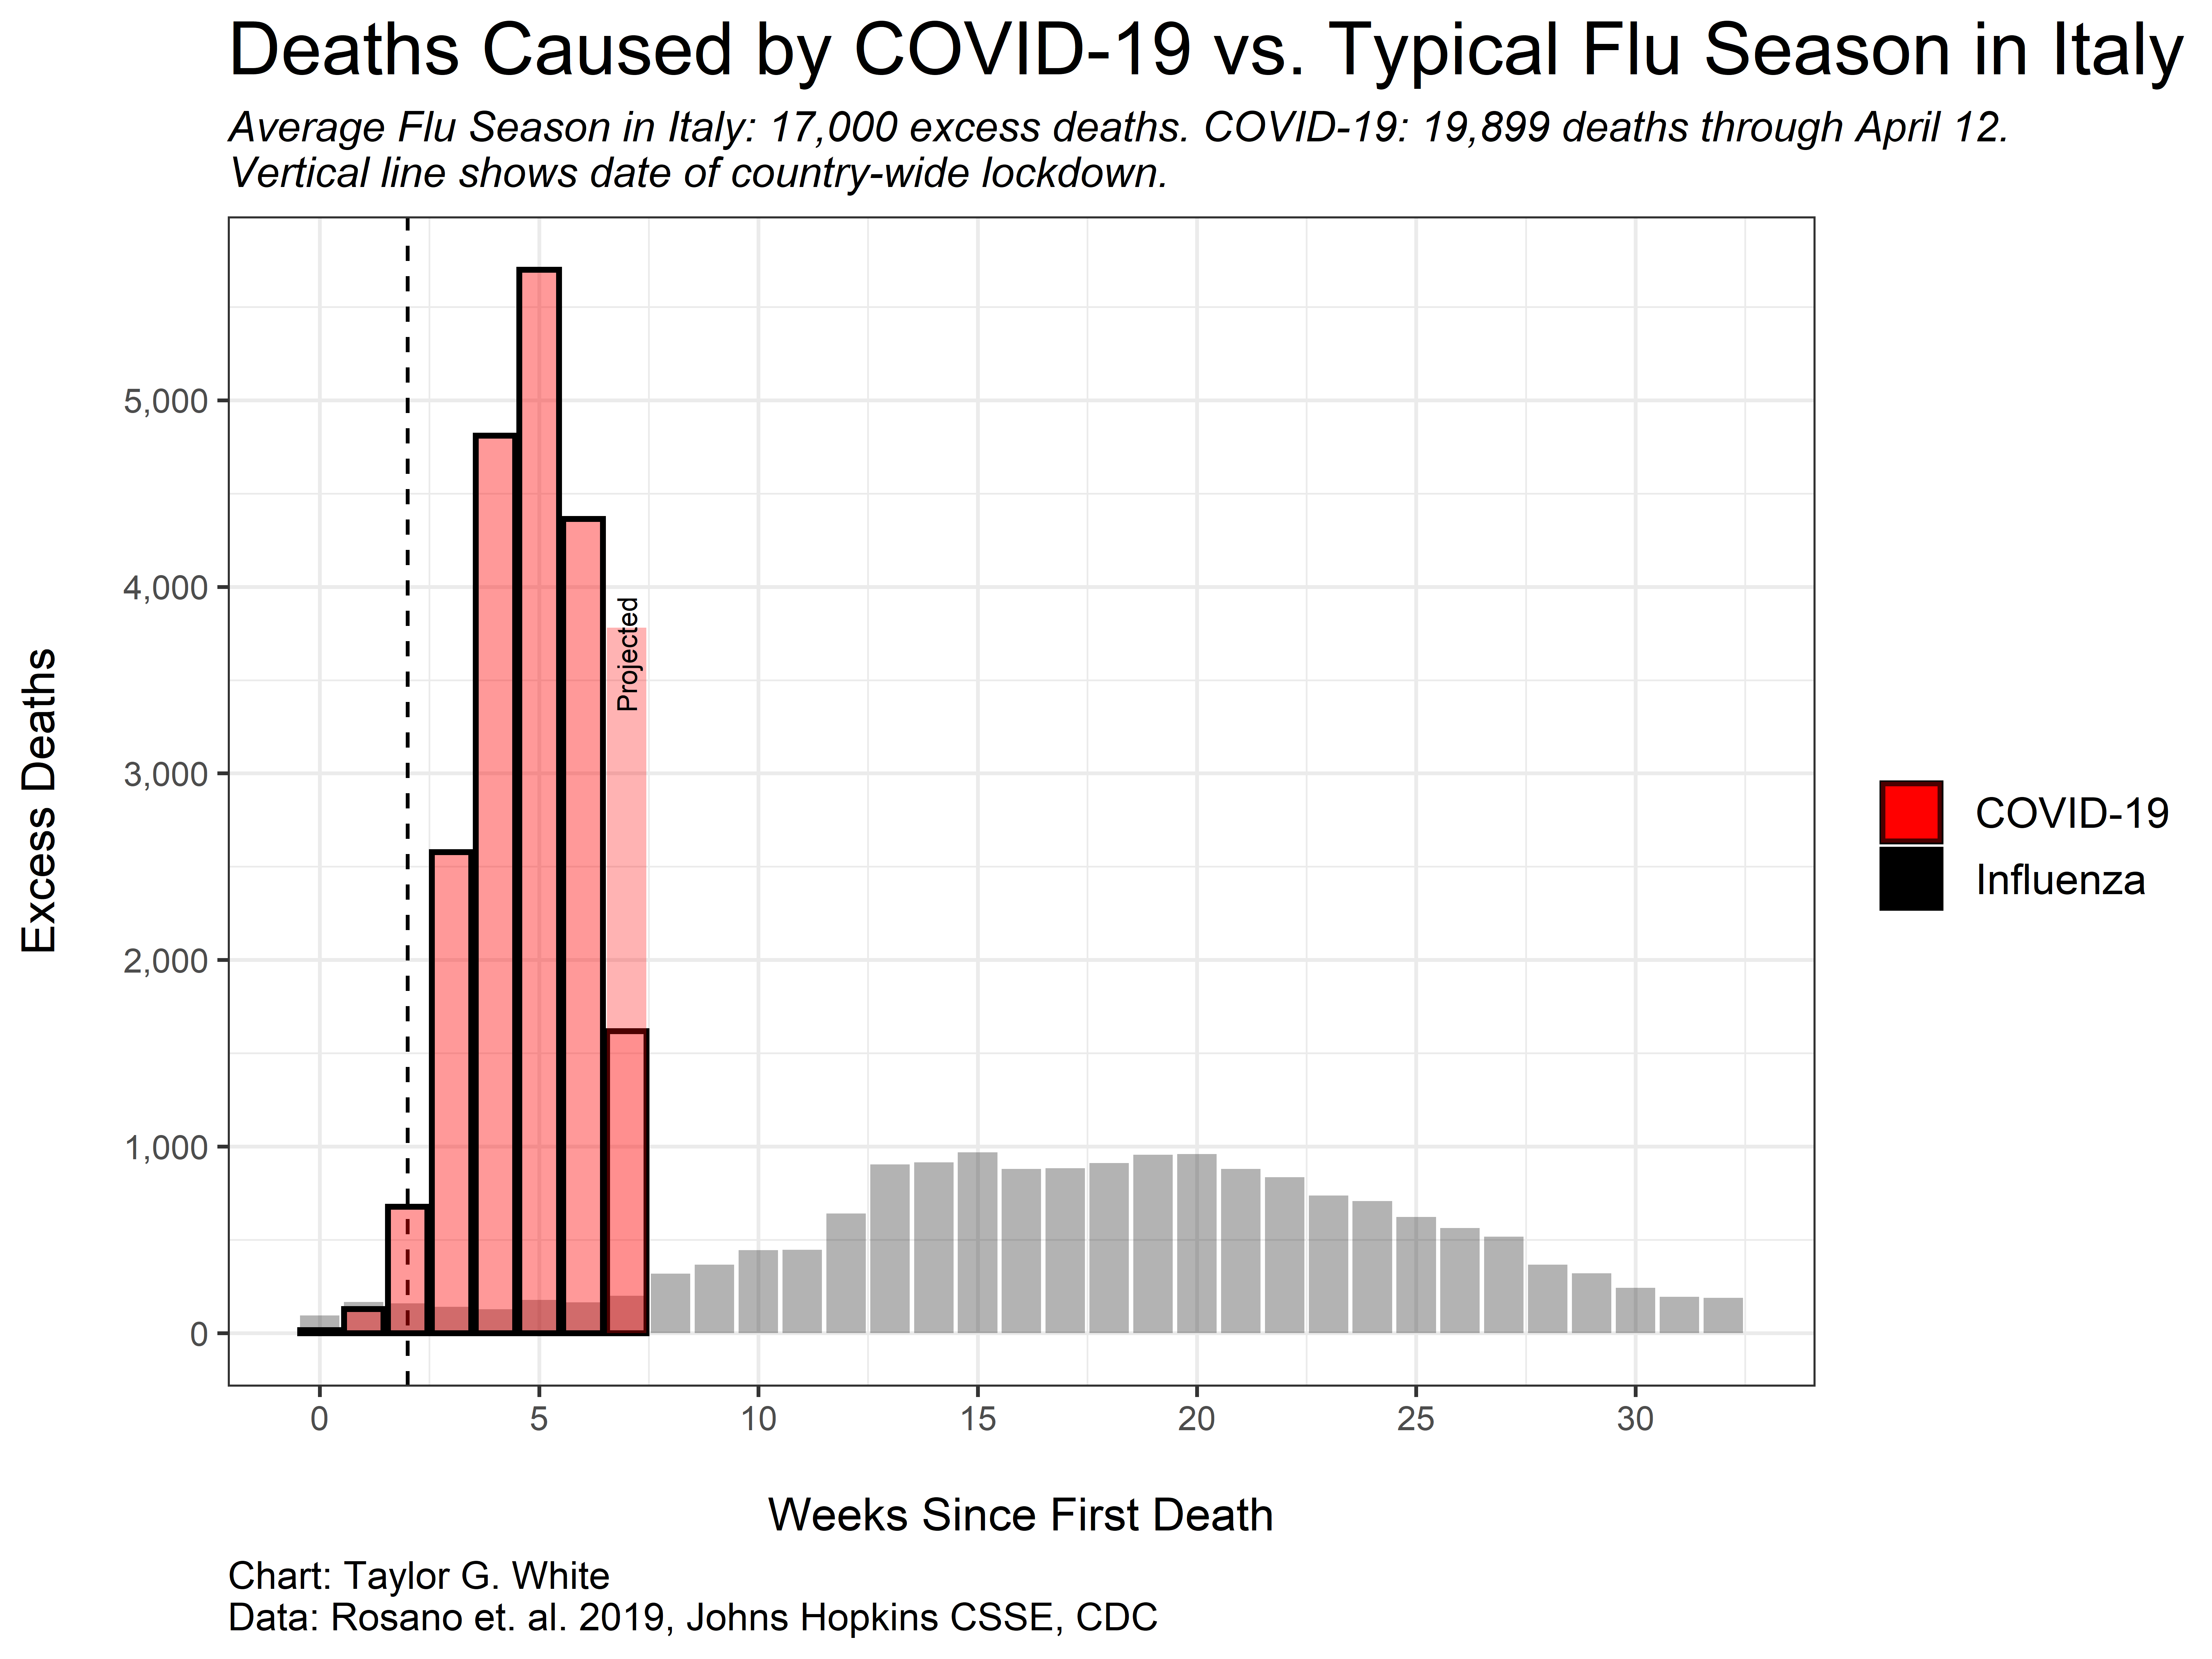 Deaths Caused by COVID-19 vs. Typical Flu Season in Italy
Average Flu Season in Italy: 17,000 excess deaths. COVID-19: 19,899 deaths through April 12.
Vertical line shows date of country-wide lockdown.
Excess Deaths
5,000
4,000
3,000
2,000
1,000
0
Projected
COVID-19
Influenza
0 5 10 15 20 25 30
Weeks Since First Death
Chart: Taylor G. White
Data: Rosano et. al. 2019, Johns Hopkins CSSE, CDC